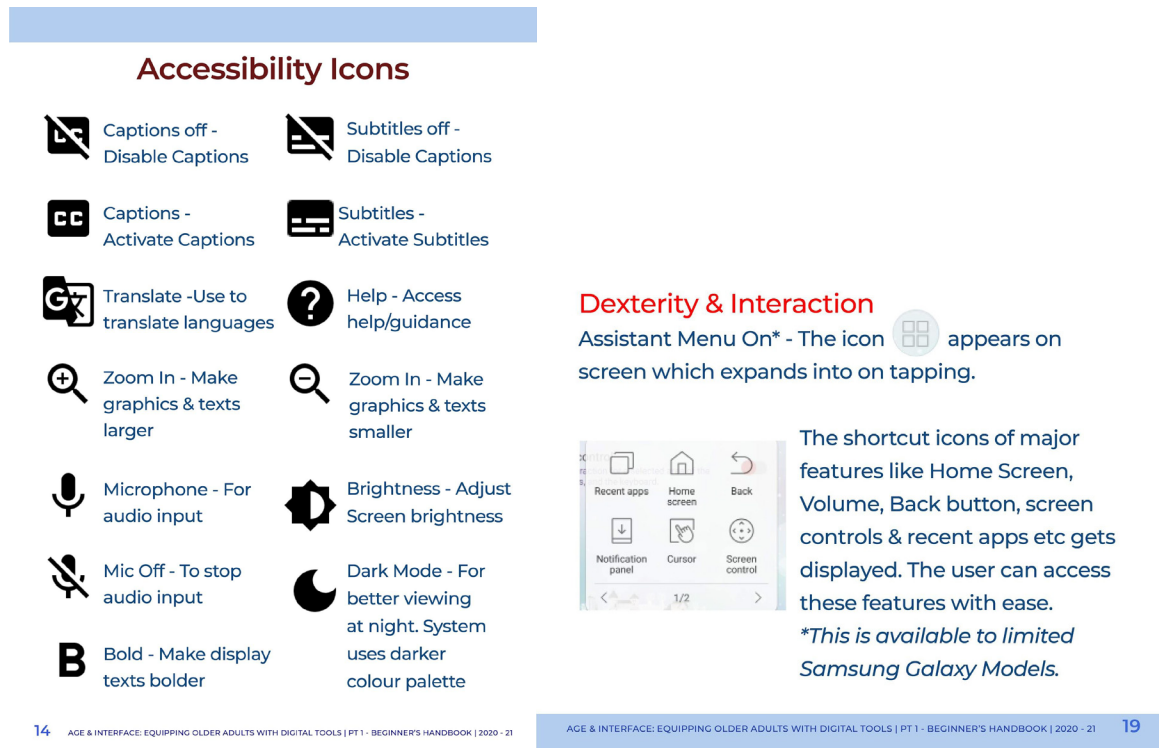 Accessibility Icons
Captions off -
Disable Captions
Subtitles off -
Disable Captions
CC
Captions -
Activate Captions
Subtitles -
Activate Subtitles
G文
Translate -Use to
translate languages
?
Help - Access
help/guidance
Zoom In - Make
graphics & texts
larger
Zoom In - Make
graphics & texts
smaller
Microphone - For
audio input
Brightness - Adjust
Screen brightness
Mic Off - To stop
audio input
Dark Mode - For
better viewing
at night. System
uses darker
colour palette
B
Bold - Make display
texts bolder
14 AGE & INTERFACE: EQUIPPING OLDER ADULTS WITH DIGITAL TOOLS | PT 1 - BEGINNER'S HANDBOOK | 2020 - 21
Dexterity & Interaction
Assistant Menu On* - The icon appears on
screen which expands into on tapping.
Recent apps
Home
screen
Back
Notification
panel
Cursor
Screen
control
1/2
The shortcut icons of major
features like Home Screen,
Volume, Back button, screen
controls & recent apps etc gets
displayed. The user can access
these features with ease.
*This is available to limited
Samsung Galaxy Models.
AGE & INTERFACE: EQUIPPING OLDER ADULTS WITH DIGITAL TOOLS | PT 1 - BEGINNER'S HANDBOOK | 2020 - 21 19